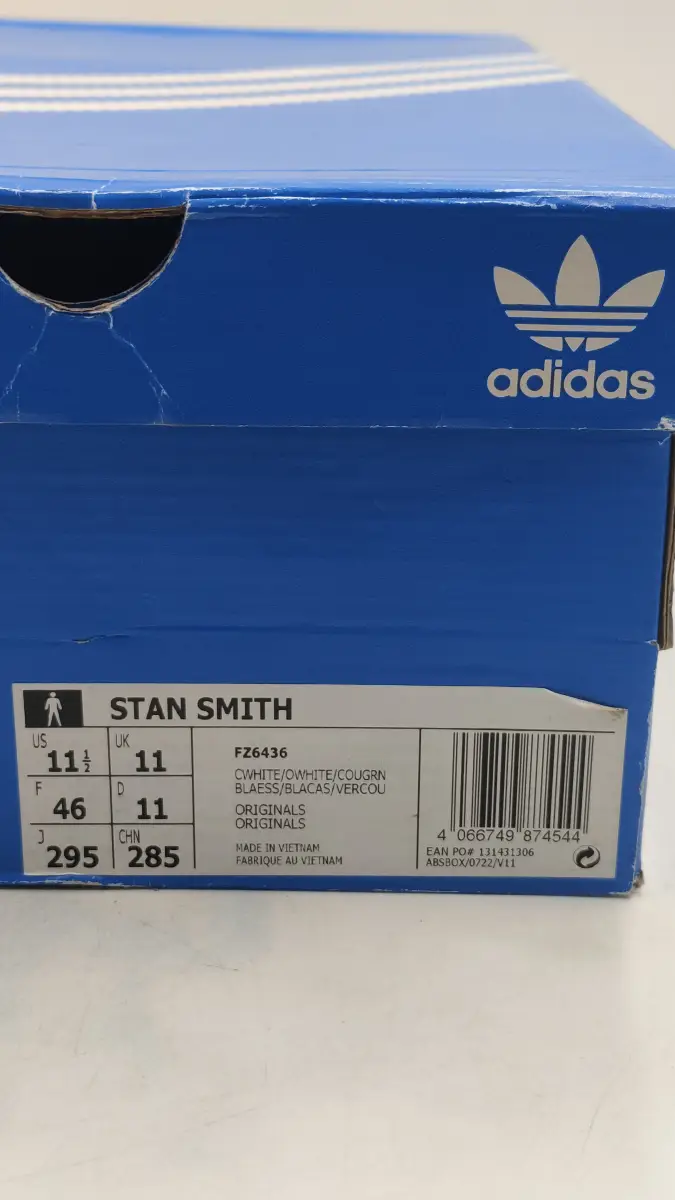 adidas
STAN SMITH
US 11½ UK 11
F 46 D 11
J 295 CHN 285
FZ6436
CWHITE/OWHITE/COUGRN
BLAESS/BLACAS/VERCOU
ORIGINALS
ORIGINALS
MADE IN VIETNAM
FABRIQUE AU VIETNAM
4 066749 874544
EAN PO# 131431306
ABSBOX/0722/V11